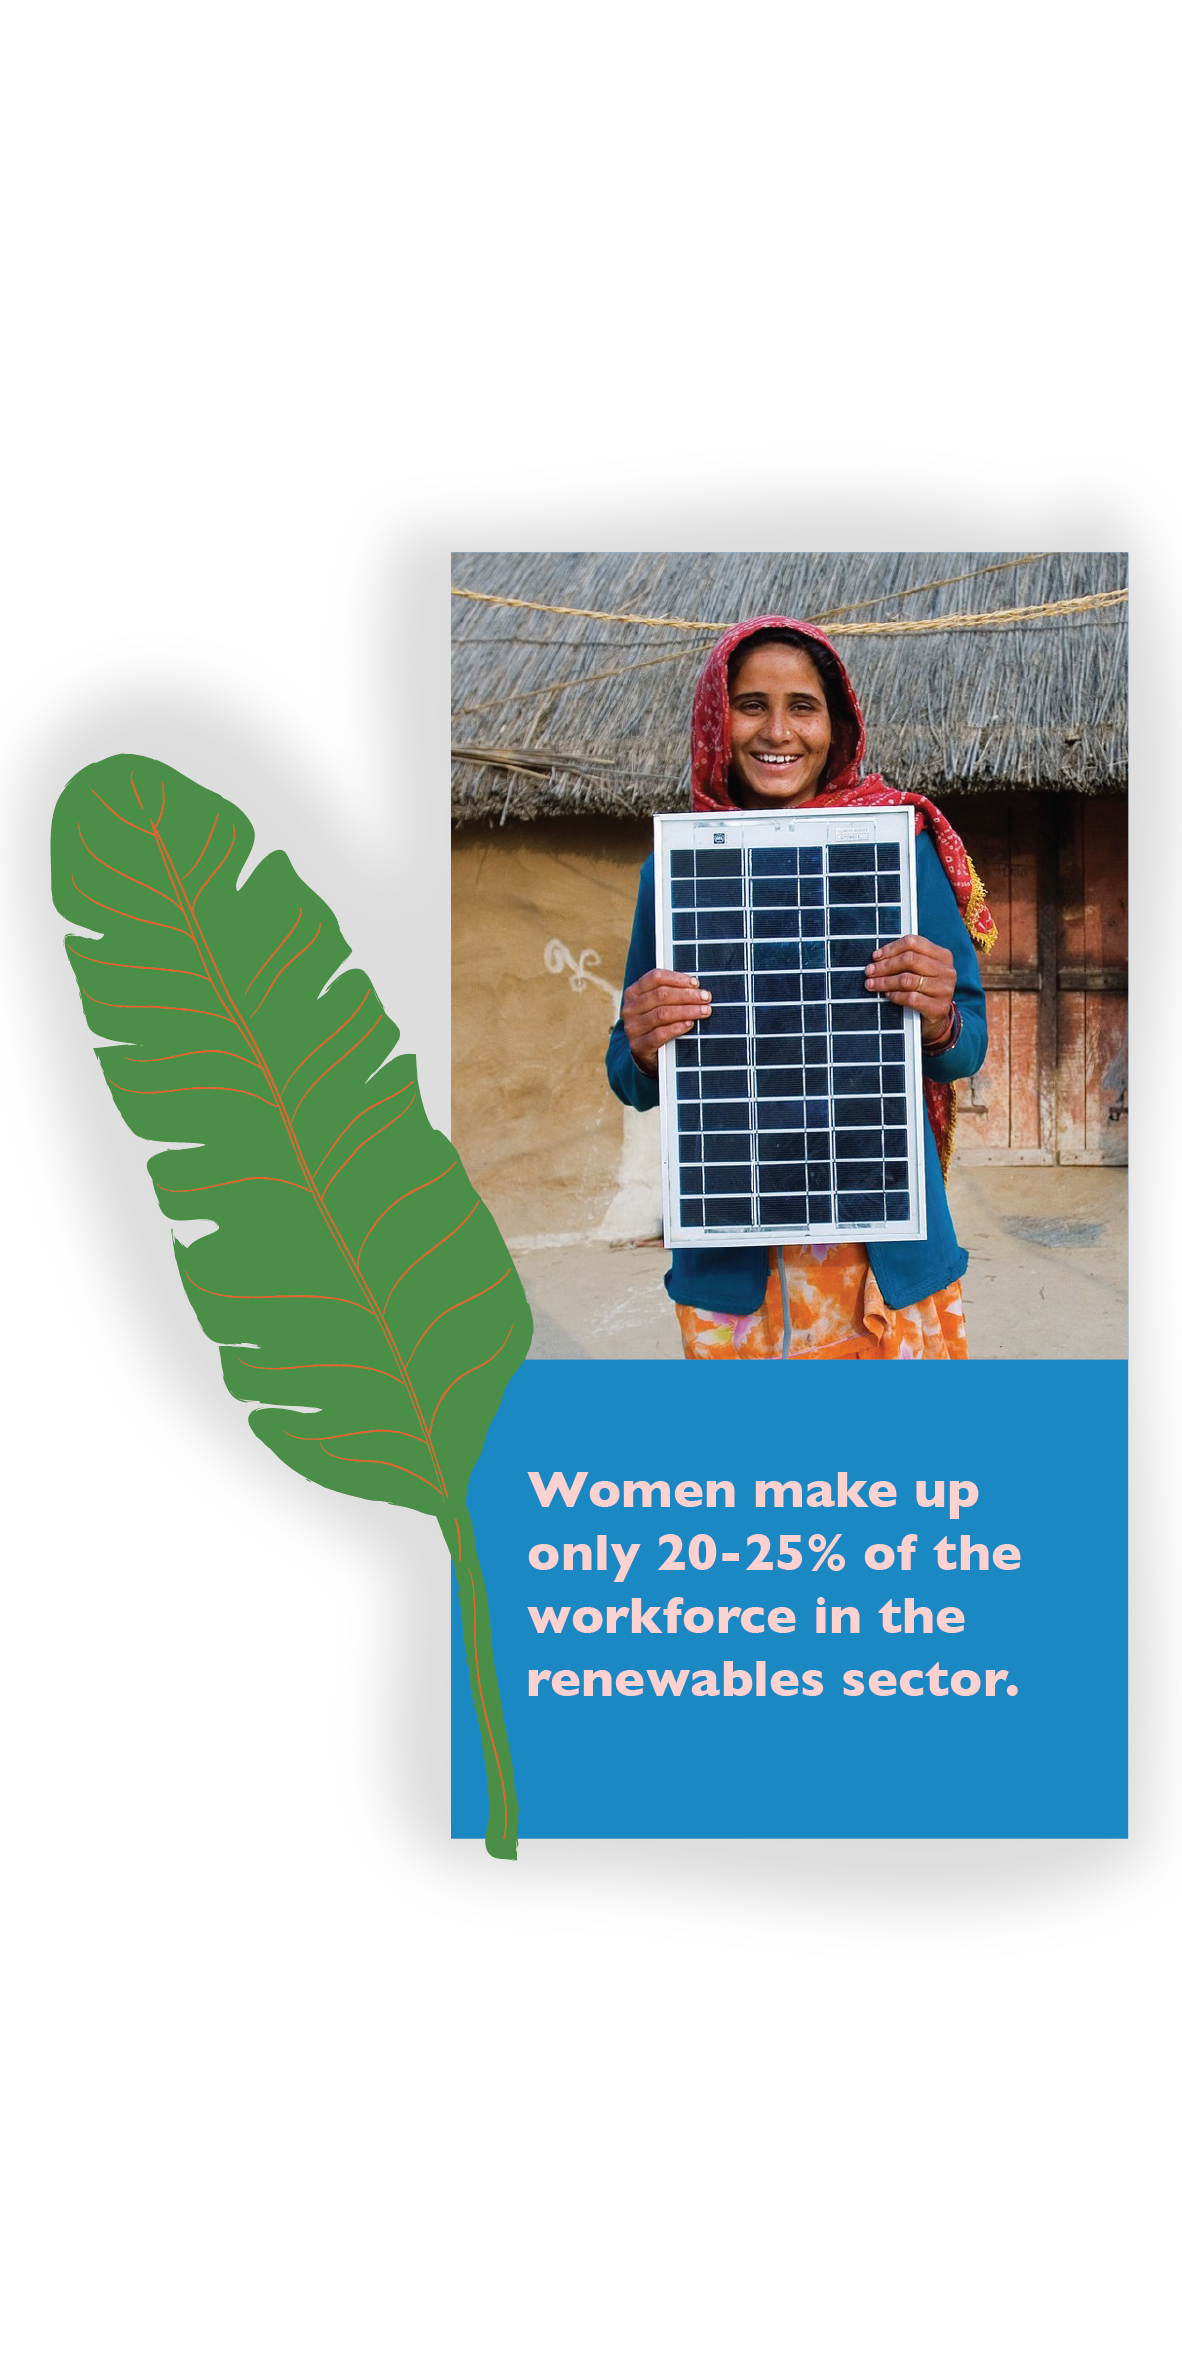 Women make up
only 20-25% of the
workforce in the
renewables sector.